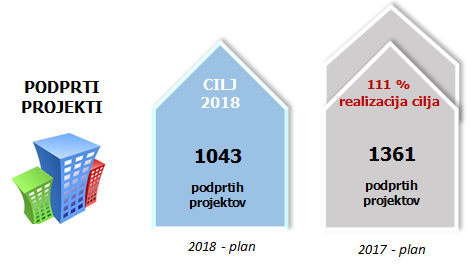 PODPRTI
PROJEKTI
CILJ
2018
1043
podprtih
projektov
2018 - plan
111 %
realizacija cilja
1361
podprtih
projektov
2017 - plan